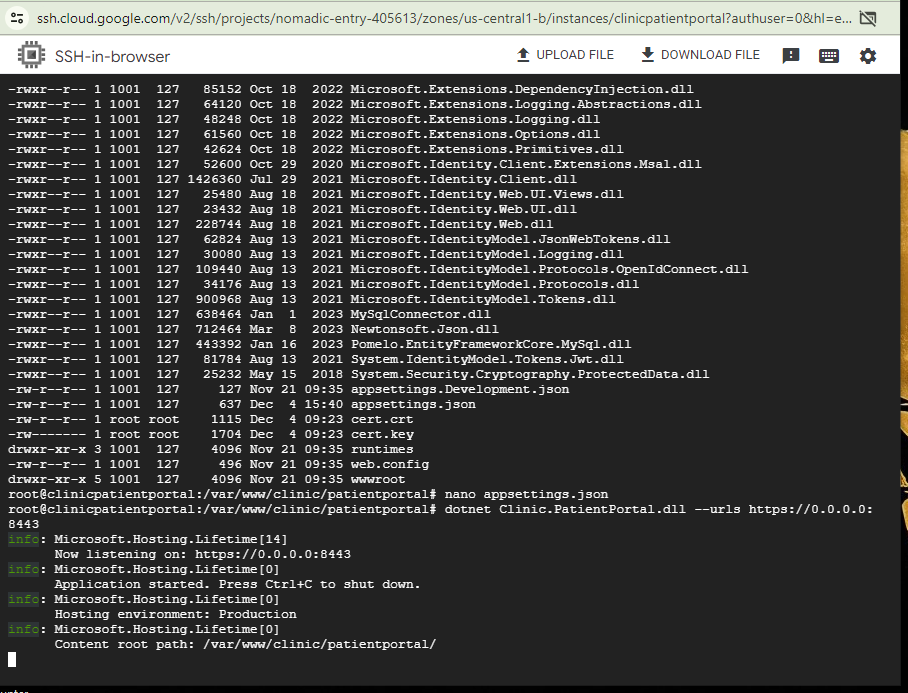 ssh.cloud.google.com/v2/ssh/projects/nomadic-entry-405613/zones/us-central1-b/instances/clinicpatientportal?authuser=0&hl=e...
SSH-in-browser
UPLOAD FILE
DOWNLOAD FILE
-rwxr--r-- 1 1001  127   85152 Oct 18  2022 Microsoft.Extensions.DependencyInjection.dll
-rwxr--r-- 1 1001  127   64120 Oct 18  2022 Microsoft.Extensions.Logging.Abstractions.dll
-rwxr--r-- 1 1001  127   48248 Oct 18  2022 Microsoft.Extensions.Logging.dll
-rwxr--r-- 1 1001  127   61560 Oct 18  2022 Microsoft.Extensions.Options.dll
-rwxr--r-- 1 1001  127   42624 Oct 18  2022 Microsoft.Extensions.Primitives.dll
-rwxr--r-- 1 1001  127   52600 Oct 29  2020 Microsoft.Identity.Client.Extensions.Msal.dll
-rwxr--r-- 1 1001  127 1426360 Jul 29  2021 Microsoft.Identity.Client.dll
-rwxr--r-- 1 1001  127   25480 Aug 18  2021 Microsoft.Identity.Web.UI.Views.dll
-rwxr--r-- 1 1001  127   23432 Aug 18  2021 Microsoft.Identity.Web.UI.dll
-rwxr--r-- 1 1001  127  228744 Aug 18  2021 Microsoft.Identity.Web.dll
-rwxr--r-- 1 1001  127   62824 Aug 13  2021 Microsoft.IdentityModel.JsonWebTokens.dll
-rwxr--r-- 1 1001  127   30080 Aug 13  2021 Microsoft.IdentityModel.Logging.dll
-rwxr--r-- 1 1001  127  109440 Aug 13  2021 Microsoft.IdentityModel.Protocols.OpenIdConnect.dll
-rwxr--r-- 1 1001  127   34176 Aug 13  2021 Microsoft.IdentityModel.Protocols.dll
-rwxr--r-- 1 1001  127  900968 Aug 13  2021 Microsoft.IdentityModel.Tokens.dll
-rwxr--r-- 1 1001  127  638464 Jan  1  2023 MySqlConnector.dll
-rwxr--r-- 1 1001  127  712464 Mar  8  2023 Newtonsoft.Json.dll
-rwxr--r-- 1 1001  127  443392 Jan 16  2023 Pomelo.EntityFrameworkCore.MySql.dll
-rwxr--r-- 1 1001  127   81784 Aug 13  2021 System.IdentityModel.Tokens.Jwt.dll
-rwxr--r-- 1 1001  127   25232 May 15  2018 System.Security.Cryptography.ProtectedData.dll
-rw-r--r-- 1 1001  127     127 Nov 21 09:35 appsettings.Development.json
-rw-r--r-- 1 1001  127     637 Dec  4 15:40 appsettings.json
-rw-r--r-- 1 root root    1115 Dec  4 09:23 cert.crt
-rw------- 1 root root    1704 Dec  4 09:23 cert.key
drwxr-xr-x 3 1001  127    4096 Nov 21 09:35 runtimes
-rw-r--r-- 1 1001  127     496 Nov 21 09:35 web.config
drwxr-xr-x 5 1001  127    4096 Nov 21 09:35 wwwroot
root@clinicpatientportal:/var/www/clinic/patientportal# nano appsettings.json
root@clinicpatientportal:/var/www/clinic/patientportal# dotnet Clinic.PatientPortal.dll --urls https://0.0.0.0:
8443
info: Microsoft.Hosting.Lifetime[14]
      Now listening on: https://0.0.0.0:8443
info: Microsoft.Hosting.Lifetime[0]
      Application started. Press Ctrl+C to shut down.
info: Microsoft.Hosting.Lifetime[0]
      Hosting environment: Production
info: Microsoft.Hosting.Lifetime[0]
      Content root path: /var/www/clinic/patientportal/